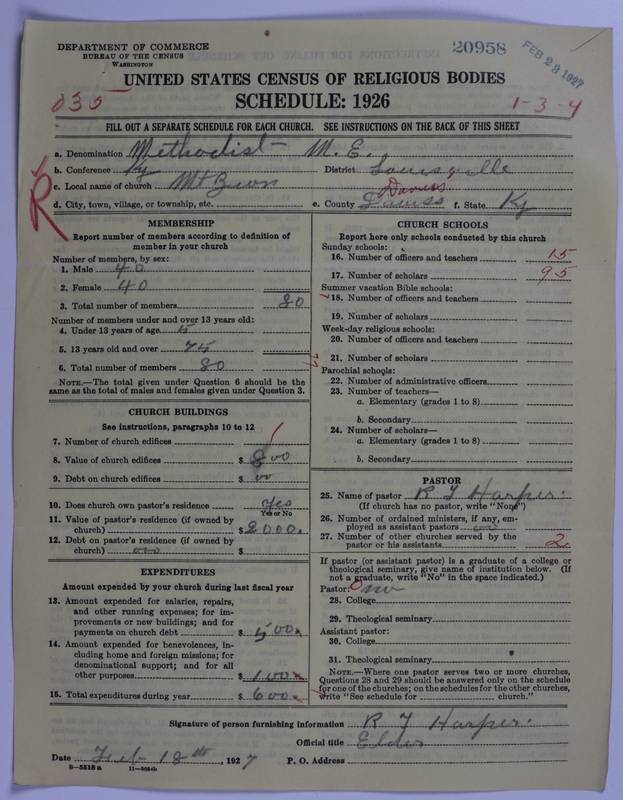 DEPARTMENT OF COMMERCE
BUREAU OF THE CENSUS
WASHINGTON
20958
FEB 23 1927
UNITED STATES CENSUS OF RELIGIOUS BODIES
SCHEDULE: 1926
035
1-3-4
FILL OUT A SEPARATE SCHEDULE FOR EACH CHURCH. SEE INSTRUCTIONS ON THE BACK OF THIS SHEET
a. Denomination Methodist M. E.
b. Conference Ky District Louisville
c. Local name of church Mt Zion
Daviess
d. City, town, village, or township, etc. e. County Daviss f. State Ky
R
MEMBERSHIP
Report number of members according to definition of
member in your church
Number of members, by sex:
1. Male 40
2. Female 40
3. Total number of members 80
Number of members under and over 13 years old:
4. Under 13 years of age 5
5. 13 years old and over 75
6. Total number of members 80
NOTE.—The total given under Question 6 should be the
same as the total of males and females given under Question 3.
CHURCH BUILDINGS
See instructions, paragraphs 10 to 12
7. Number of church edifices 1
8. Value of church edifices $ 800
9. Debt on church edifices $ 00
10. Does church own pastor's residence Yes
Yes or No
11. Value of pastor's residence (if owned by
church) $ 2000.
12. Debt on pastor's residence (if owned by
church) 000 $
EXPENDITURES
Amount expended by your church during last fiscal year
13. Amount expended for salaries, repairs,
and other running expenses; for im-
provements or new buildings; and for
payments on church debt $ 500
14. Amount expended for benevolences, in-
cluding home and foreign missions; for
denominational support; and for all
other purposes $ 100
15. Total expenditures during year $ 600
CHURCH SCHOOLS
Report here only schools conducted by this church
Sunday schools:
16. Number of officers and teachers 15
17. Number of scholars 95
Summer vacation Bible schools:
18. Number of officers and teachers
19. Number of scholars
Week-day religious schools:
20. Number of officers and teachers
21. Number of scholars
Parochial schools:
22. Number of administrative officers
23. Number of teachers—
a. Elementary (grades 1 to 8)
b. Secondary
24. Number of scholars—
a. Elementary (grades 1 to 8)
b. Secondary
PASTOR
25. Name of pastor R T Harper
(If church has no pastor, write "None")
26. Number of ordained ministers, if any, em-
ployed as assistant pastors 00
27. Number of other churches served by the
pastor or his assistants 2
If pastor (or assistant pastor) is a graduate of a college or
theological seminary, give name of institution below. (If
not a graduate, write "No" in the space indicated.)
Pastor: no
28. College
29. Theological seminary
Assistant pastor:
30. College
31. Theological seminary
NOTE.—Where one pastor serves two or more churches,
Questions 28 and 29 should be answered only on the schedule
for one of the churches; on the schedules for the other churches,
write "See schedule for church."
Signature of person furnishing information R T Harper
Official title Elder
Date Feb 18th, 1927 P. O. Address
8-5518a 11-3084b